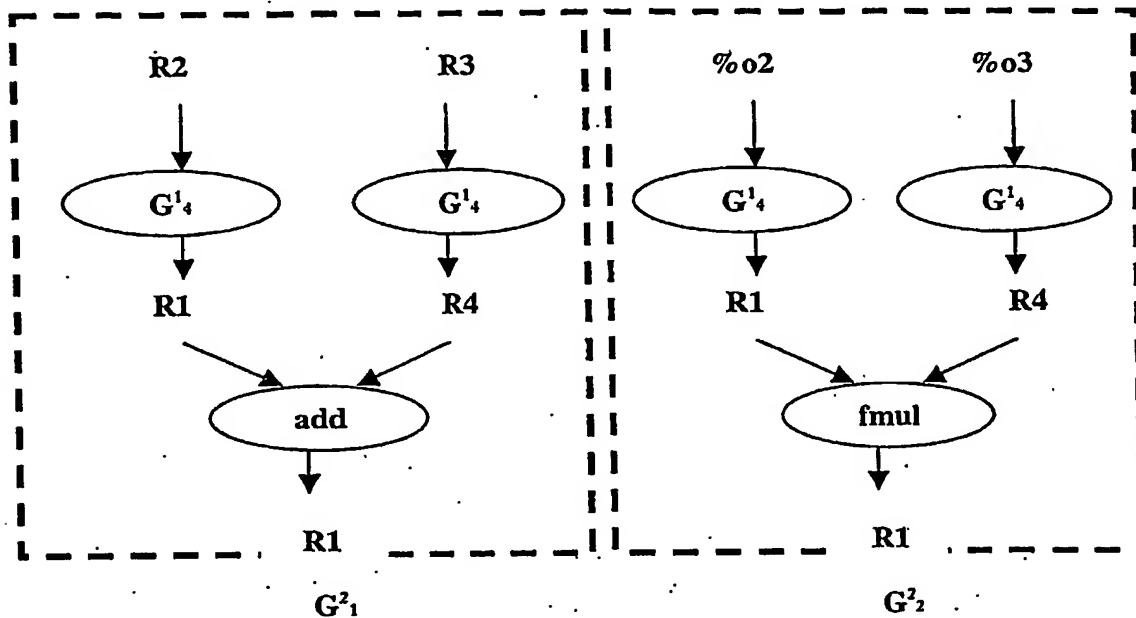 R2 R3 %o2 %o3
G¹₄ G¹₄ G¹₄ G¹₄
R1 R4 R1 R4
add fmul
R1 R1
G²₁ G²₂